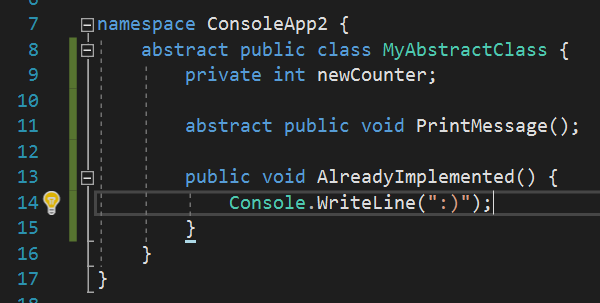 6
7 namespace ConsoleApp2 {
8 abstract public class MyAbstractClass {
9 private int newCounter;
10
11 abstract public void PrintMessage();
12
13 public void AlreadyImplemented() {
14 Console.WriteLine(":)");
15 }
16 }
17 }
18